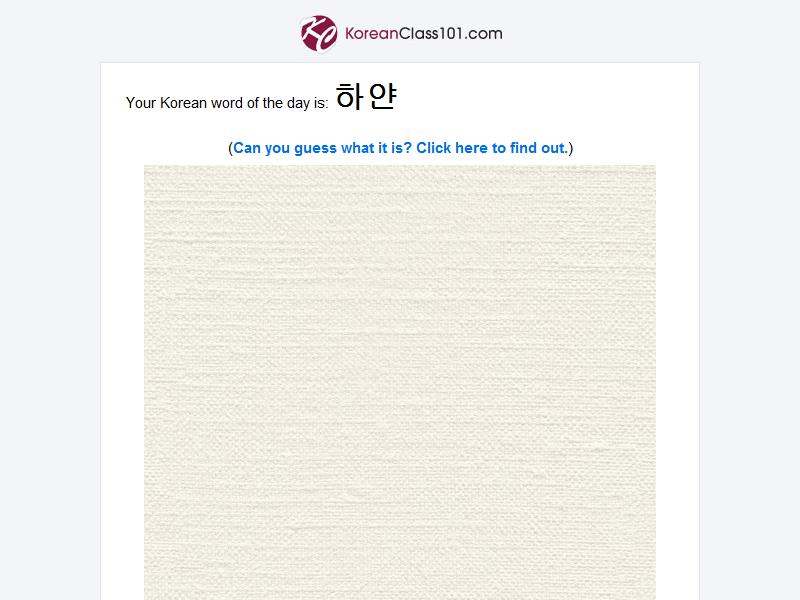 KoreanClass101.com
Your Korean word of the day is: 하얀
(Can you guess what it is? Click here to find out.)